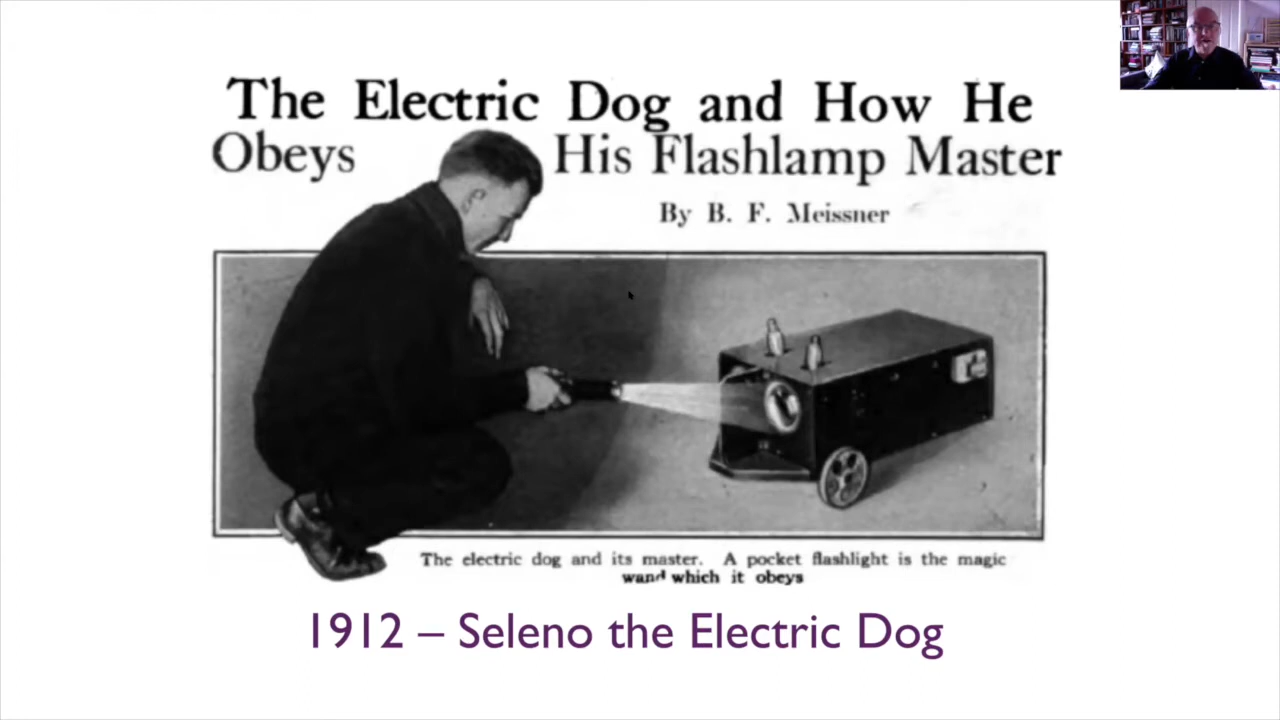 The Electric Dog and How He
Obeys His Flashlamp Master
By B. F. Meissner
The electric dog and its master. A pocket flashlight is the magic
wand which it obeys
1912 – Seleno the Electric Dog